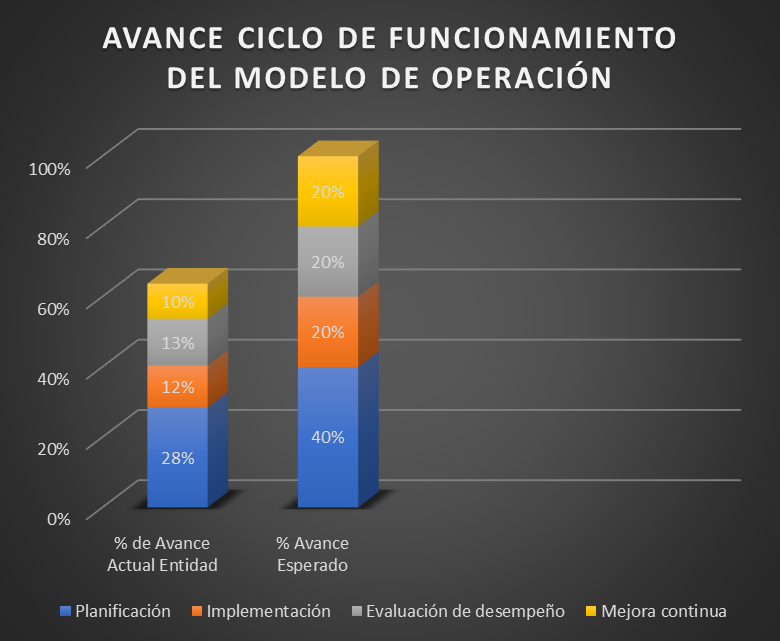 AVANCE CICLO DE FUNCIONAMIENTO
DEL MODELO DE OPERACIÓN
100%
80%
60%
40%
20%
0%
10%
13%
12%
28%
20%
20%
20%
40%
% de Avance
Actual Entidad
% Avance
Esperado
Planificación
Implementación
Evaluación de desempeño
Mejora continua